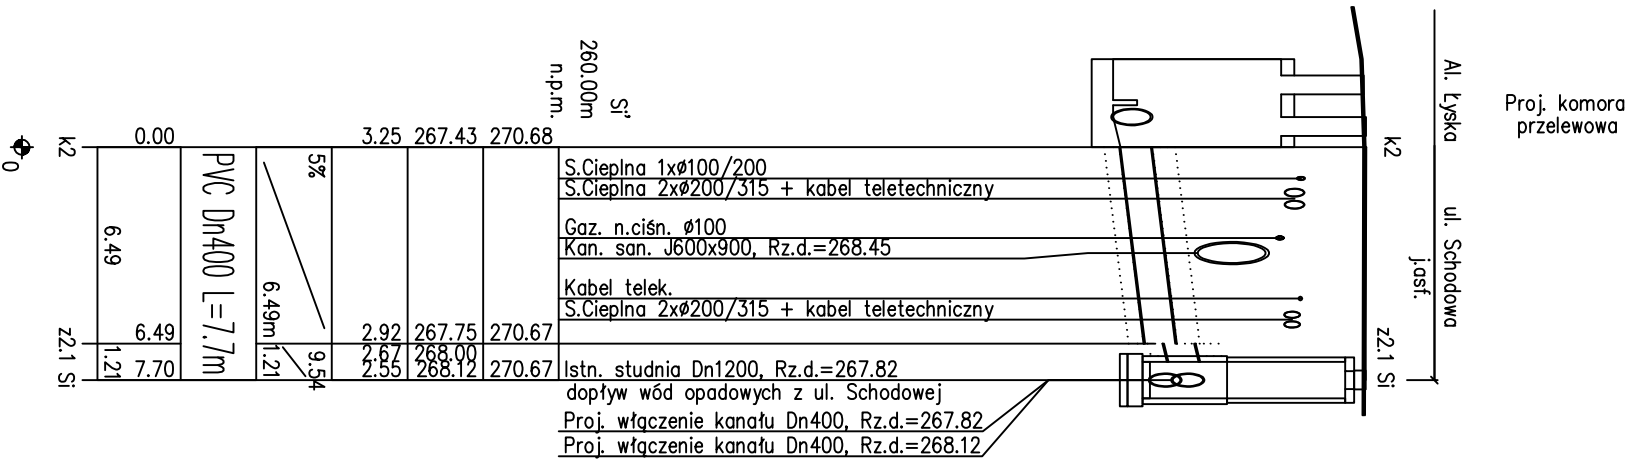 Proj. komora
przelewowa
Al. Łyska
ul. Schodowa
j.asf.
k2
z2.1
Si
Si'
260.00m
n.p.m.
S.Cieplna 1xø100/200
S.Cieplna 2xø200/315 + kabel teletechniczny
Gaz. n.ciśn. ø100
Kan. san. J600x900, Rz.d.=268.45
Kabel telek.
S.Cieplna 2xø200/315 + kabel teletechniczny
Istn. studnia Dn1200, Rz.d.=267.82
dopływ wód opadowych z ul. Schodowej
Proj. włączenie kanału Dn400, Rz.d.=267.82
Proj. włączenie kanału Dn400, Rz.d.=268.12
270.68
270.67
270.67
267.43
267.75
268.00
268.12
3.25
2.92
2.67
2.55
5%
9.54
6.49m
1.21
PVC Dn400 L=7.7m
0.00
6.49
7.70
6.49
1.21
k2
z2.1
Si
0